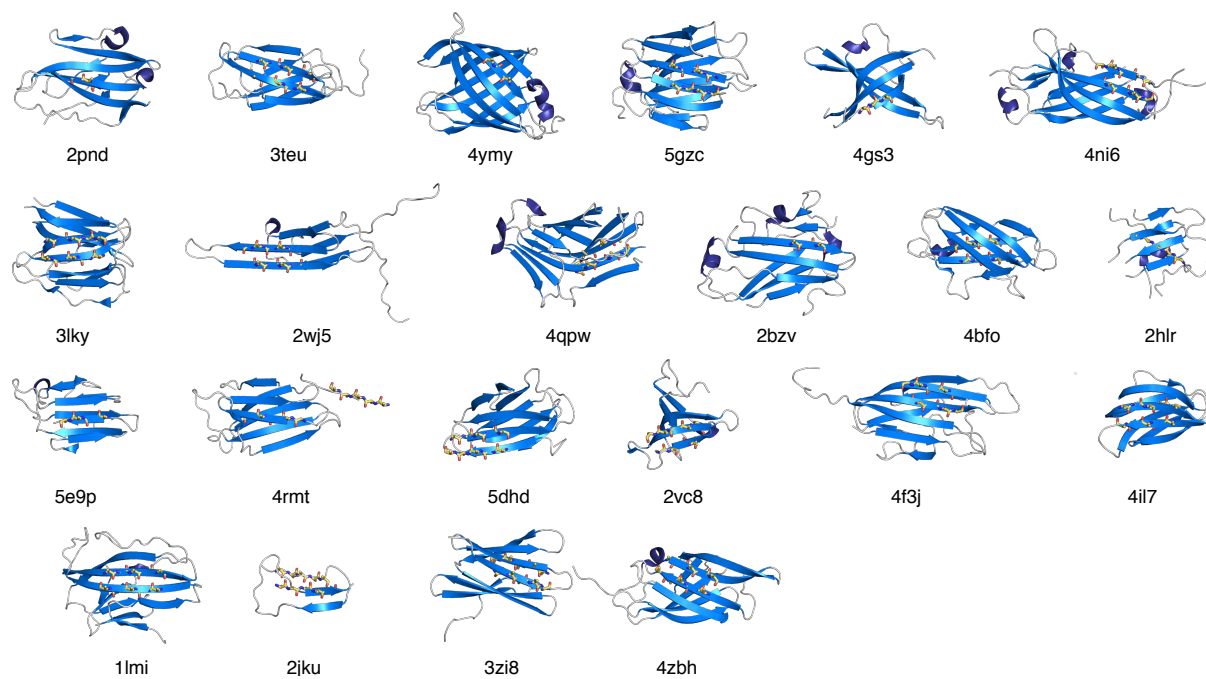 2pnd 3teu 4ymy 5gzc 4gs3 4ni6
3lky 2wj5 4qpw 2bzv 4bfo 2hlr
5e9p 4rmt 5dhd 2vc8 4f3j 4il7
1lmi 2jku 3zi8 4zbh